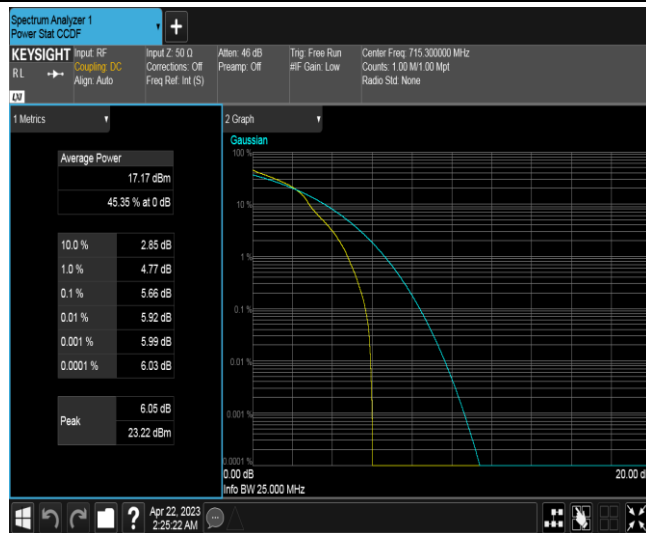 Spectrum Analyzer 1
Power Stat CCDF
KEYSIGHT
RL
Input: RF
Coupling: DC
Align: Auto
Input Z: 50 Ω
Corrections: Off
Freq Ref: Int (S)
Atten: 46 dB
Preamp: Off
Trig: Free Run
#IF Gain: Low
Center Freq: 715.300000 MHz
Counts: 1.00 M/1.00 Mpt
Radio Std: None
1 Metrics
Average Power
17.17 dBm
45.35 % at 0 dB
10.0 % 2.85 dB
1.0 % 4.77 dB
0.1 % 5.66 dB
0.01 % 5.92 dB
0.001 % 5.99 dB
0.0001 % 6.03 dB
Peak
6.05 dB
23.22 dBm
2 Graph
Gaussian
100 %
10 %
1 %
0.1 %
0.01 %
0.001 %
0.0001 %
0.00 dB
20.00 d
Info BW 25.000 MHz
?
Apr 22, 2023
2:25:22 AM